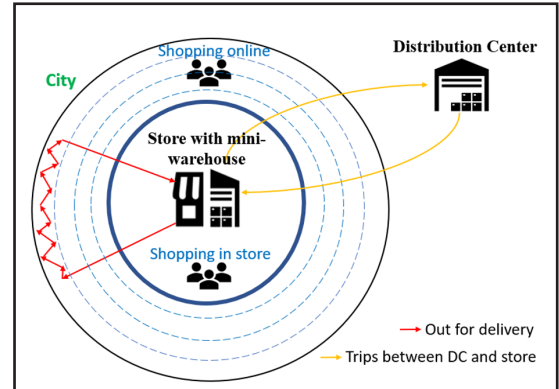 Shopping online
Distribution Center
City
Store with mini-
warehouse
Shopping in store
Out for delivery
Trips between DC and store